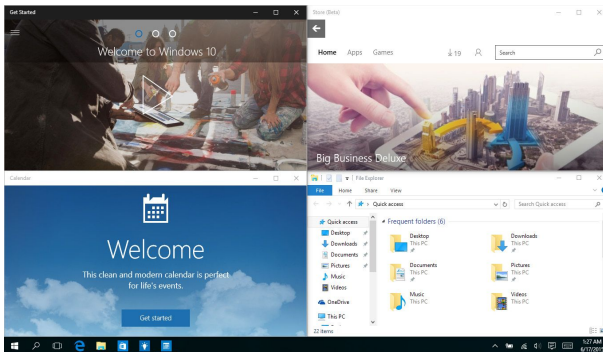 Get Started
Welcome to Windows 10
Store (Beta)
Home Apps Games 19 Search
Big Business Deluxe
Calendar
Welcome
This clean and modern calendar is perfect
for life's events.
Get started
File Explorer
File Home Share View
Quick access Search Quick access
Quick access
Desktop
Downloads
Documents
Pictures
Music
Videos
OneDrive
This PC
Frequent folders (6)
Desktop
This PC
Downloads
This PC
Documents
This PC
Pictures
This PC
Music
This PC
Videos
This PC
22 items
5:27 AM